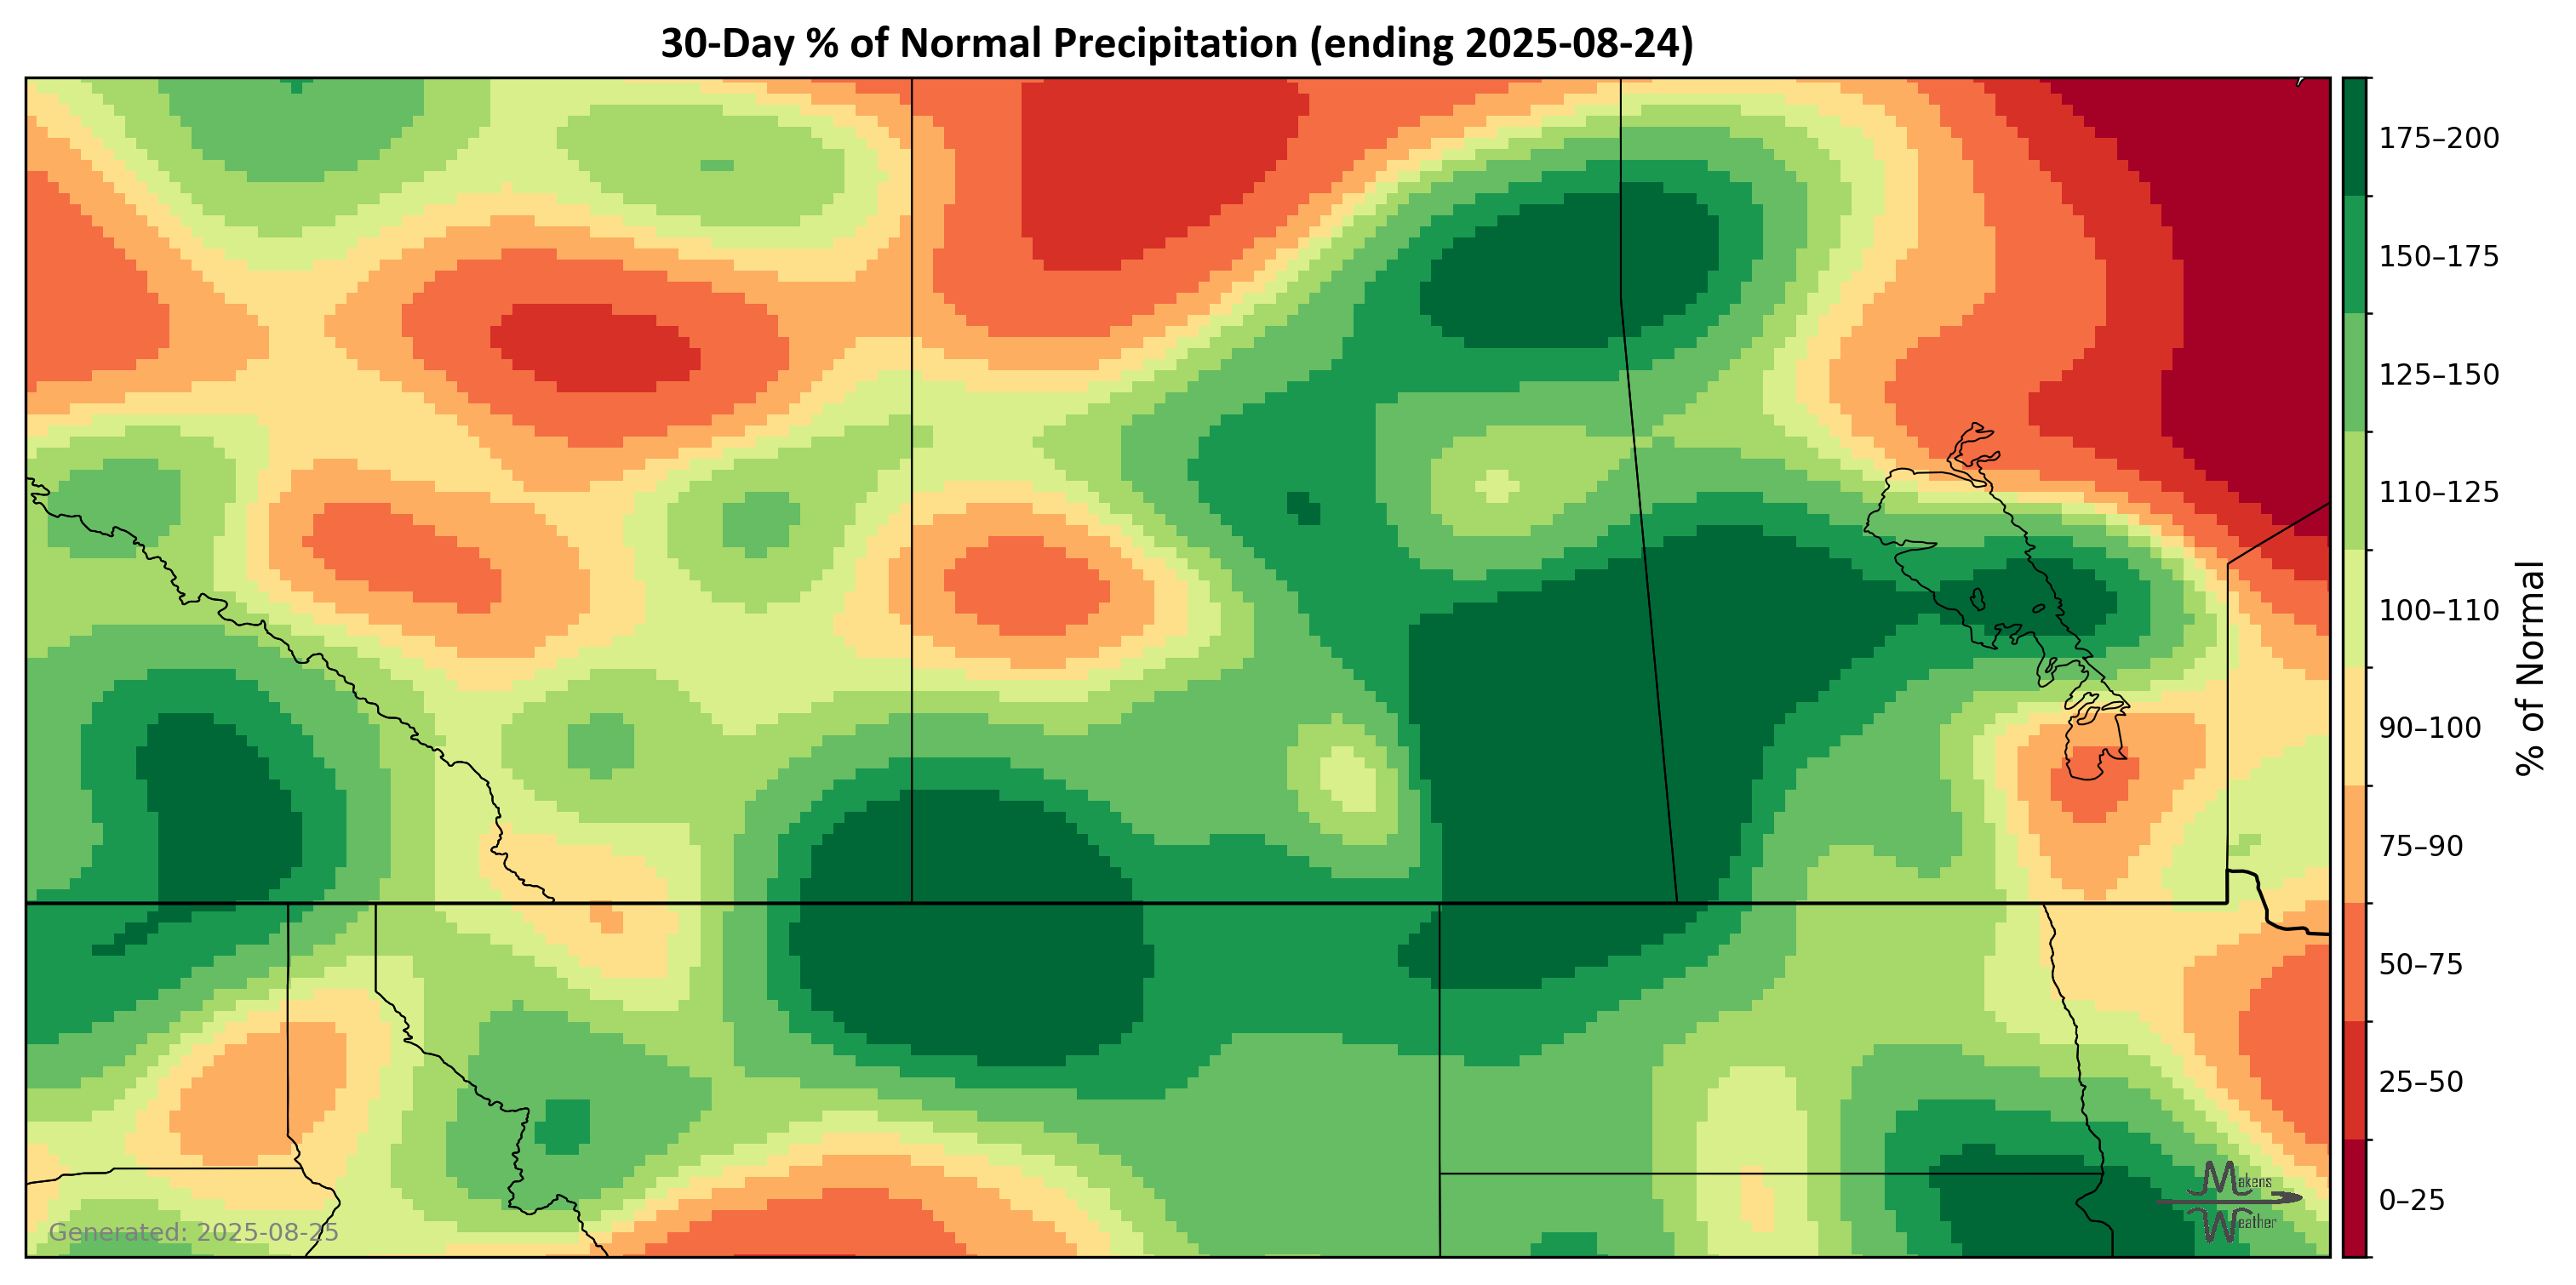 30-Day % of Normal Precipitation (ending 2025-08-24)
175–200
150–175
125–150
110–125
100–110
90–100
75–90
50–75
25–50
0–25
% of Normal
Generated: 2025-08-25
Makens
Weather